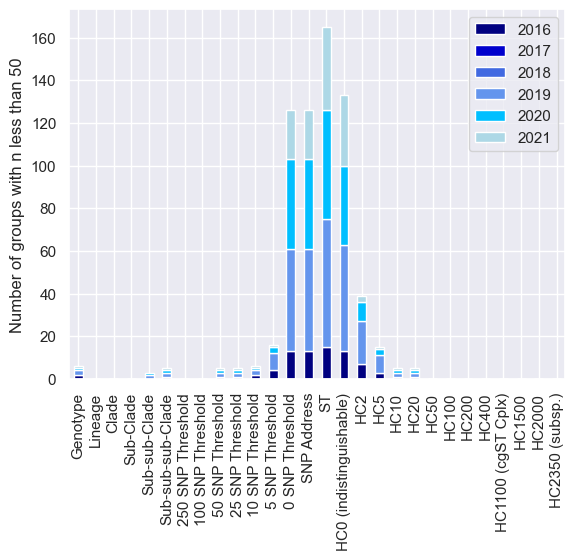 Number of groups with n less than 50
160
140
120
100
80
60
40
20
0
2016
2017
2018
2019
2020
2021
Genotype
Lineage
Clade
Sub-Clade
Sub-sub-Clade
Sub-sub-sub-Clade
250 SNP Threshold
100 SNP Threshold
50 SNP Threshold
25 SNP Threshold
10 SNP Threshold
5 SNP Threshold
0 SNP Threshold
SNP Address
ST
HC0 (indistinguishable)
HC2
HC5
HC10
HC20
HC50
HC100
HC200
HC400
HC1100 (cgST Cplx)
HC1500
HC2000
HC2350 (subsp.)